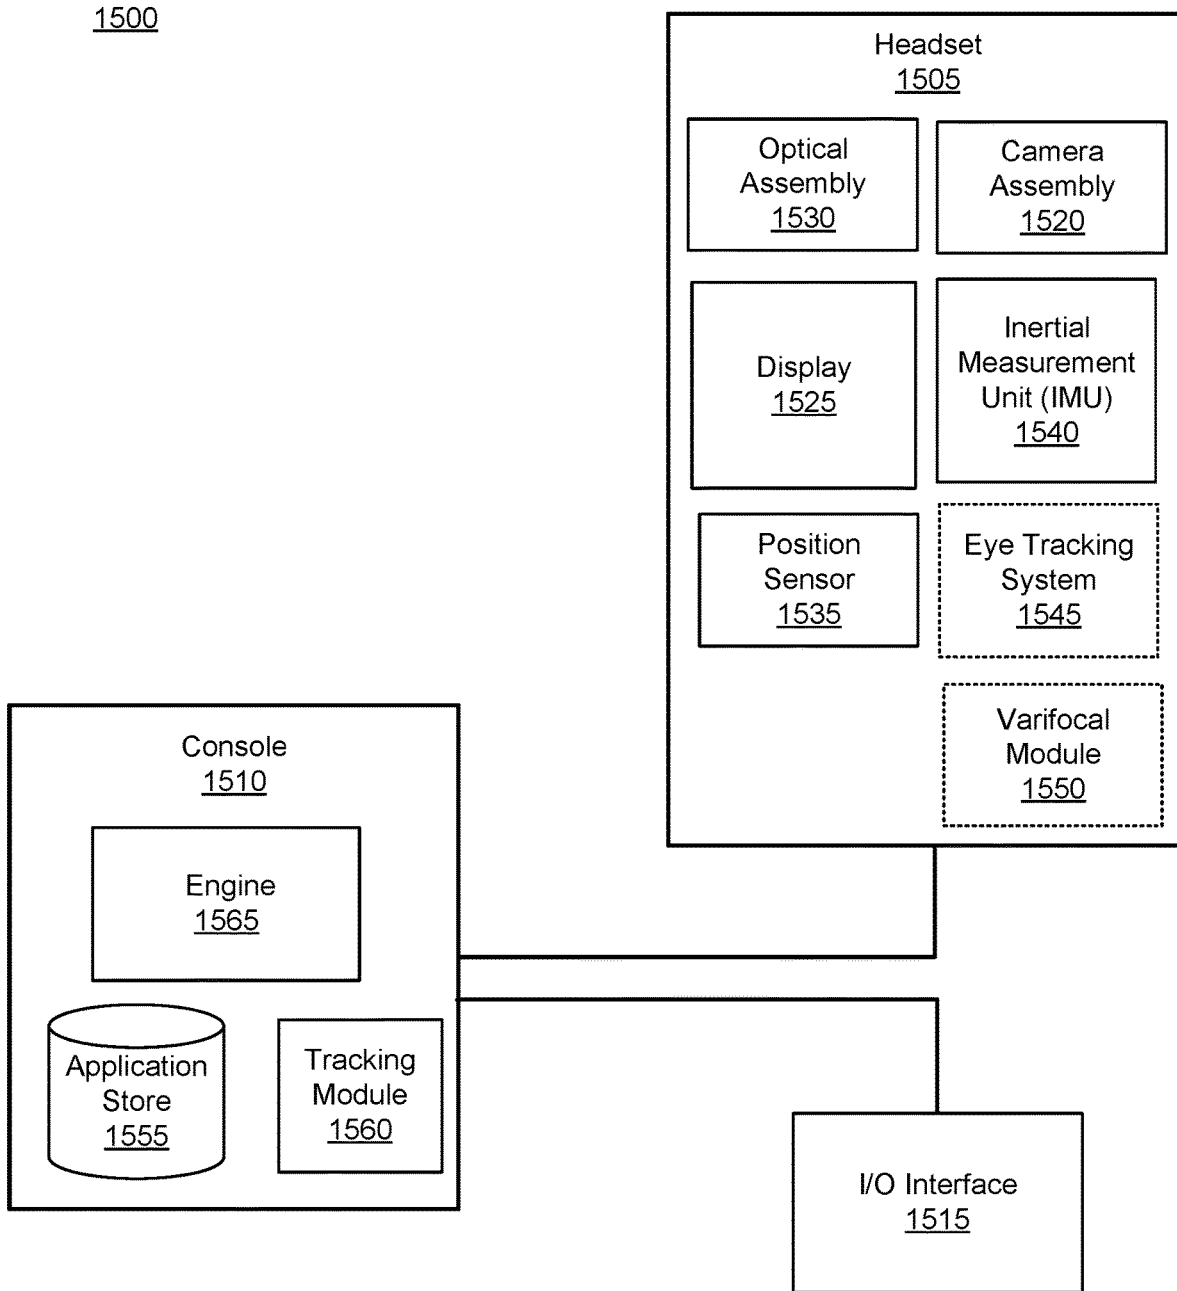 1500
Headset
1505
Optical
Assembly
1530
Camera
Assembly
1520
Display
1525
Inertial
Measurement
Unit (IMU)
1540
Position
Sensor
1535
Eye Tracking
System
1545
Varifocal
Module
1550
Console
1510
Engine
1565
Application
Store
1555
Tracking
Module
1560
I/O Interface
1515